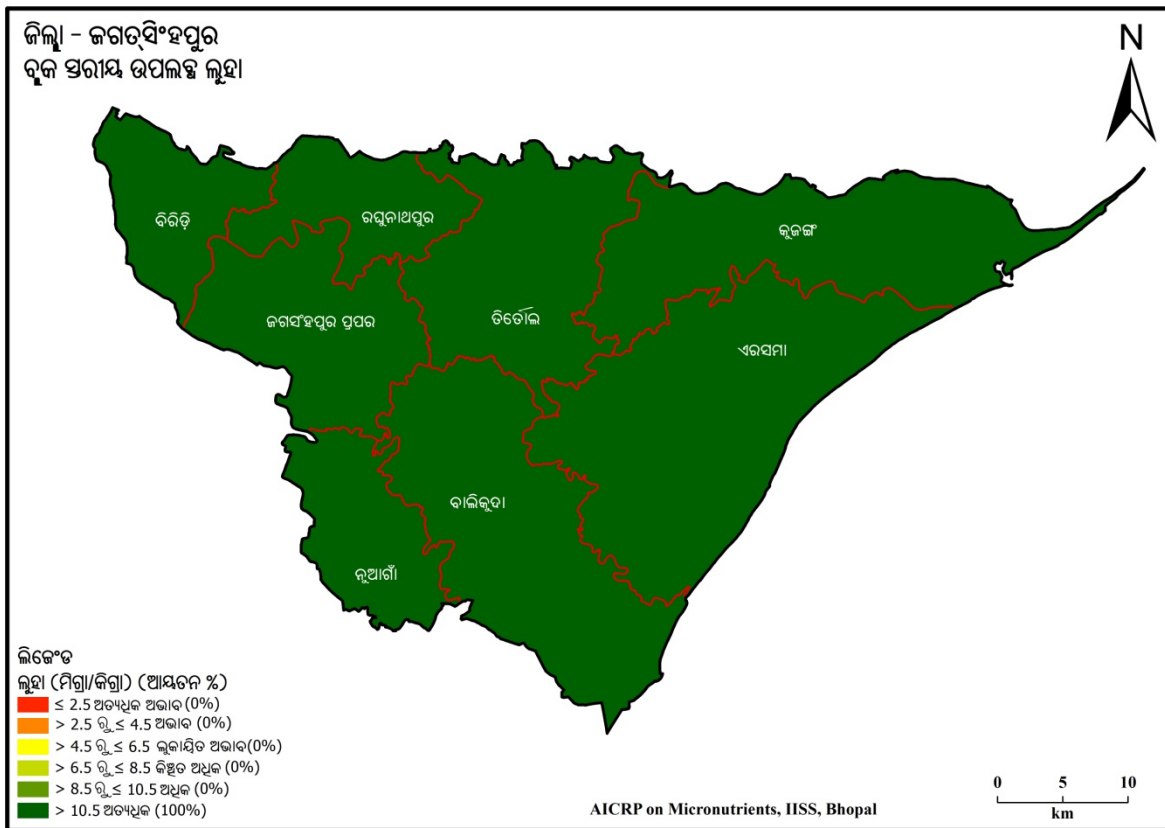 ଜିଲ୍ଲା - ଜଗତ୍‌ସିଂହପୁର
ବ୍ଲକ ସ୍ତରୀୟ ଉପଲବ୍ଧ ଲୁହା
N
ବିରିଡ଼ି
ରଘୁନାଥପୁର
କୁଜଙ୍ଗ
ଜଗସଂହପୁର ପ୍ରପର
ତିର୍ତୋଲ
ଏରସମା
ବାଲିକୁଦା
ନୁଆଗାଁ
ଲିଜେଂଡ
ଲୁହା (ମିଗ୍ରା/କିଗ୍ରା) (ଆୟତନ %)
≤ 2.5 ଅତ୍ୟଧିକ ଅଭାବ (0%)
> 2.5 ରୁ ≤ 4.5 ଅଭାବ (0%)
> 4.5 ରୁ ≤ 6.5 ଲୁକାୟିତ ଅଭାବ(0%)
> 6.5 ରୁ ≤ 8.5 କିଞ୍ଚିତ ଅଧିକ (0%)
> 8.5 ରୁ ≤ 10.5 ଅଧିକ (0%)
> 10.5 ଅତ୍ୟଧିକ (100%)
AICRP on Micronutrients, IISS, Bhopal
0 5 10
km